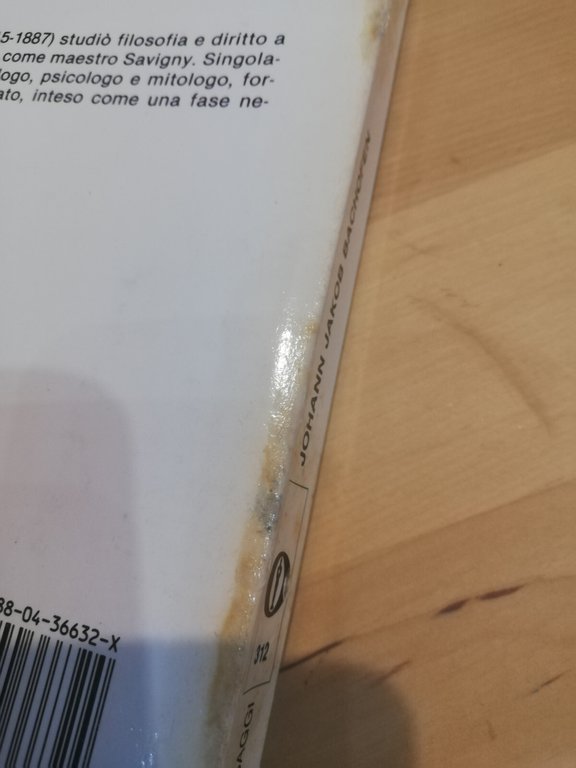 5-1887) studiò filosofia e diritto a
come maestro Savigny. Singola-
logo, psicologo e mitologo, for-
ato, inteso come una fase ne-
JOHANN JAKOB BACHOFEN
312
88-04-36632-X
AGGI